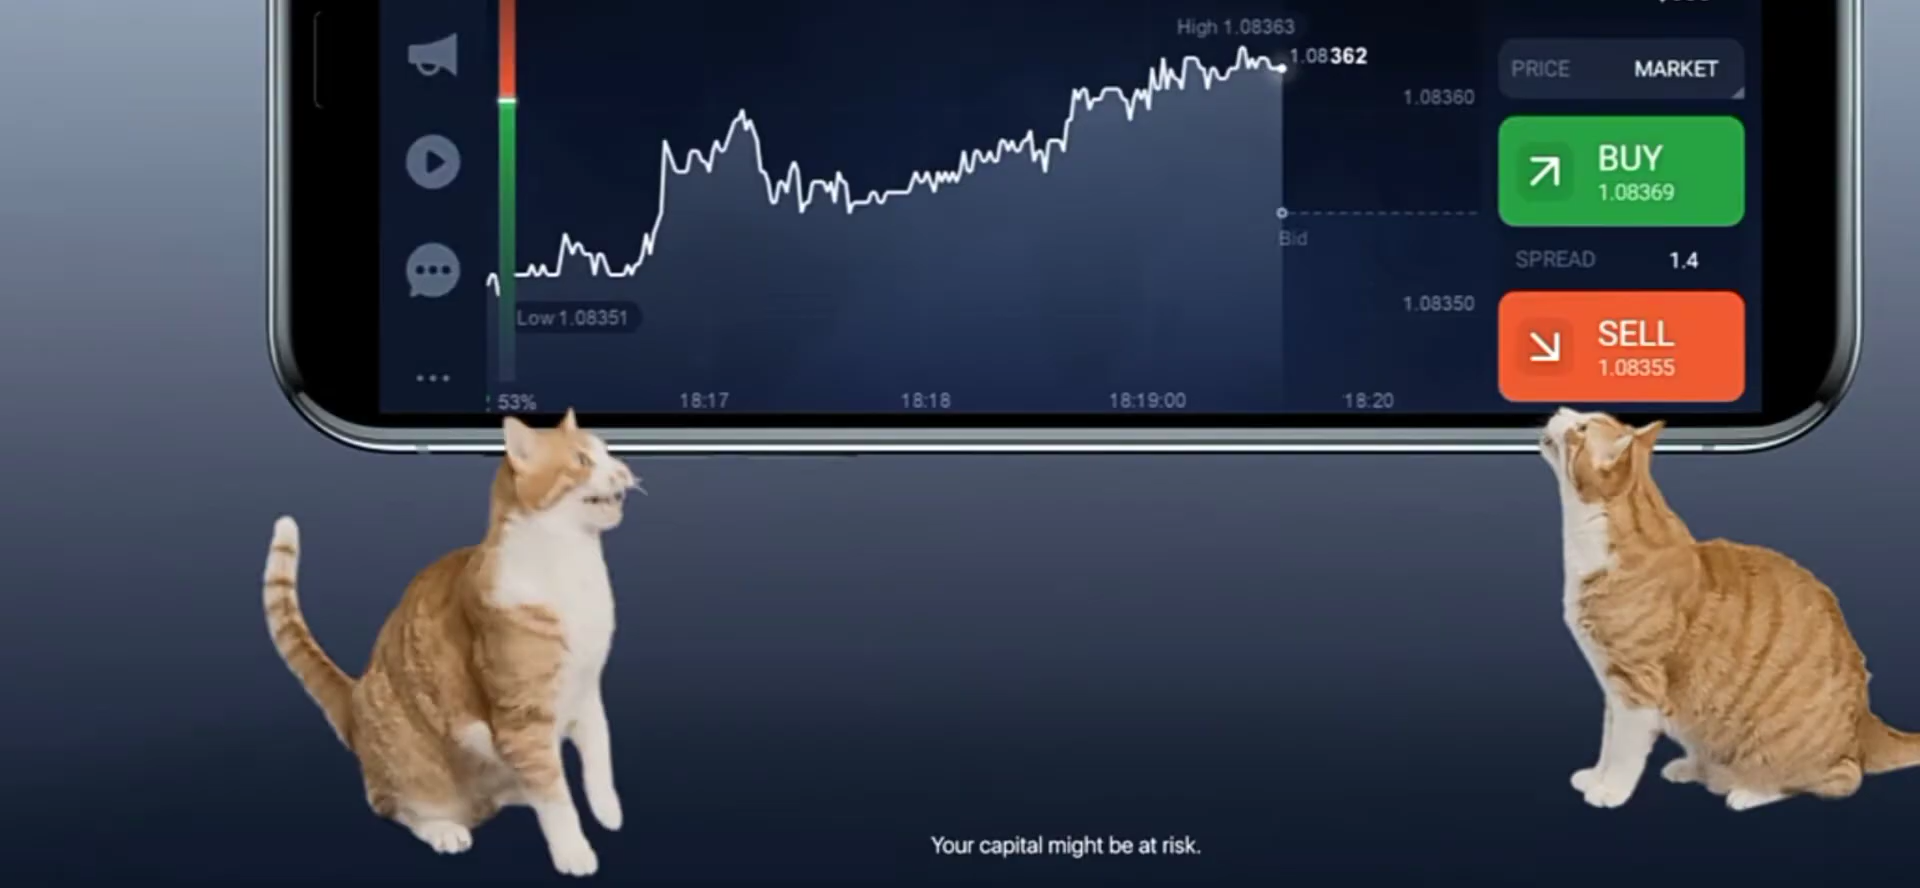 High 1.08363
1.08362
PRICE MARKET
1.08360
BUY
1.08369
Bid
SPREAD 1.4
1.08350
Low 1.08351
SELL
1.08355
53% 18:17 18:18 18:19:00 18:20
Your capital might be at risk.